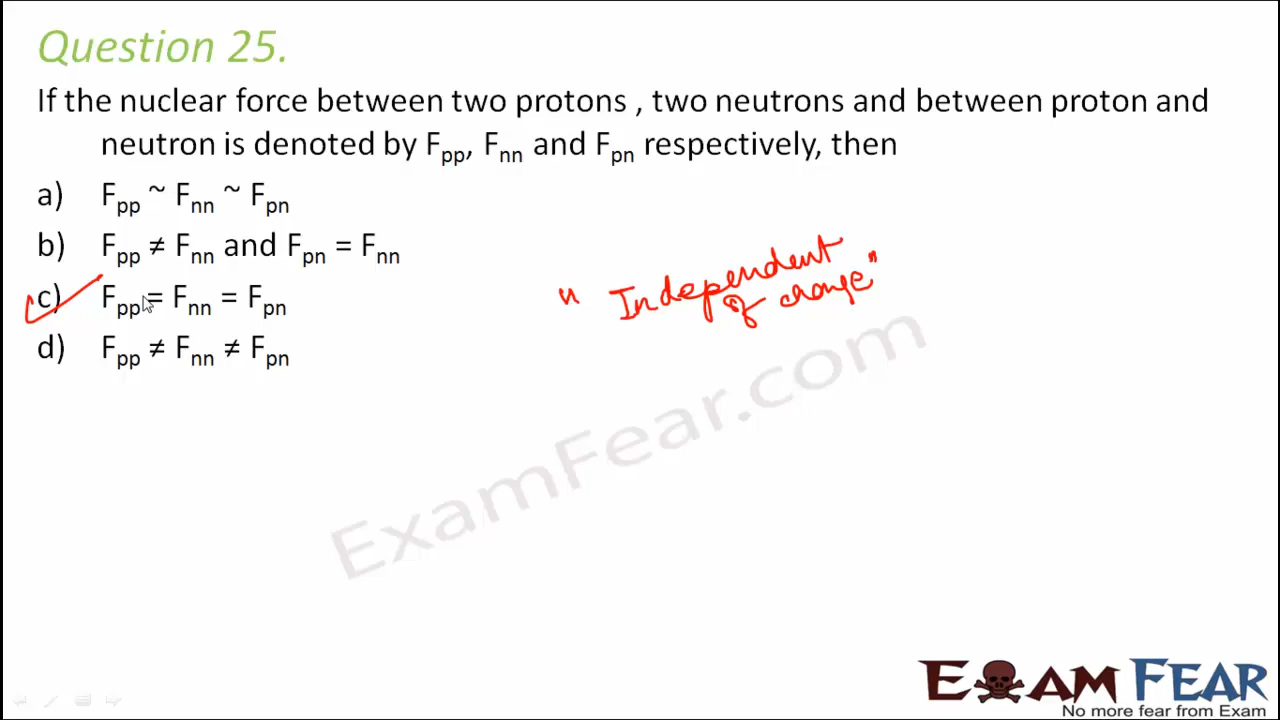 Question 25.
If the nuclear force between two protons , two neutrons and between proton and
neutron is denoted by Fpp, Fnn and Fpn respectively, then
a) Fpp ~ Fnn ~ Fpn
b) Fpp ≠ Fnn and Fpn = Fnn
c) Fpp = Fnn = Fpn
d) Fpp ≠ Fnn ≠ Fpn
" Independent
of charge "
ExamFear.com
EXAM FEAR
No more fear from Exam